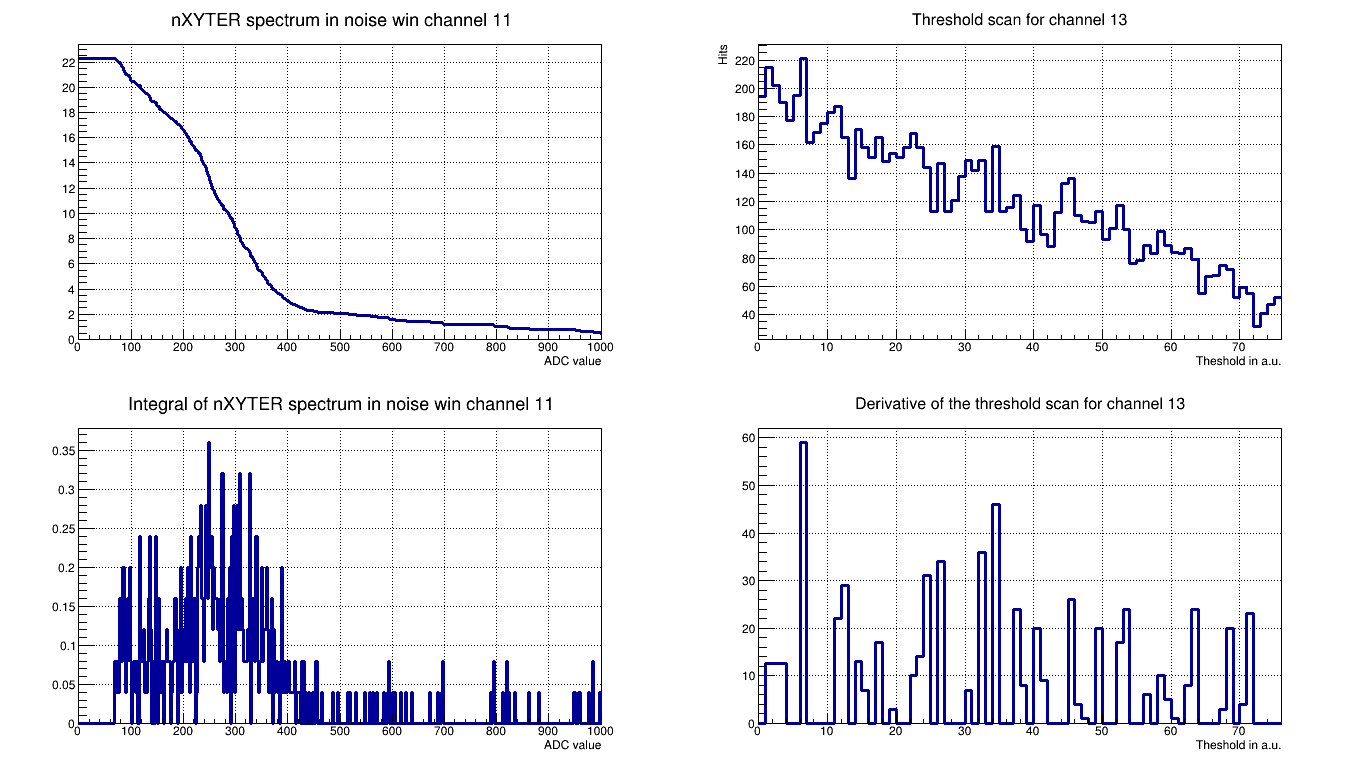 nXYTER spectrum in noise win channel 11
22
20
18
16
14
12
10
8
6
4
2
0
0 100 200 300 400 500 600 700 800 900 1000
ADC value
Threshold scan for channel 13
Hits
220
200
180
160
140
120
100
80
60
40
0 10 20 30 40 50 60 70
Theshold in a.u.
Integral of nXYTER spectrum in noise win channel 11
0.35
0.3
0.25
0.2
0.15
0.1
0.05
0
0 100 200 300 400 500 600 700 800 900 1000
ADC value
Derivative of the threshold scan for channel 13
60
50
40
30
20
10
0
0 10 20 30 40 50 60 70
Theshold in a.u.